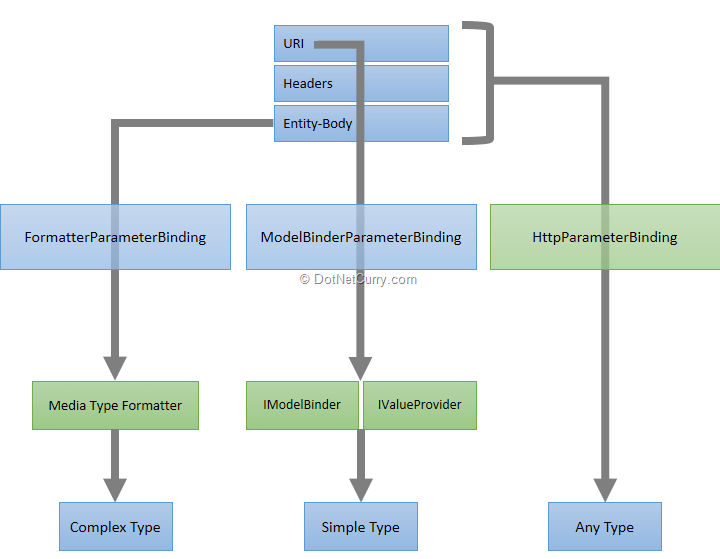 URI
Headers
Entity-Body
FormatterParameterBinding
ModelBinderParameterBinding
HttpParameterBinding
© DotNetCurry.com
Media Type Formatter
IModelBinder
IValueProvider
Complex Type
Simple Type
Any Type